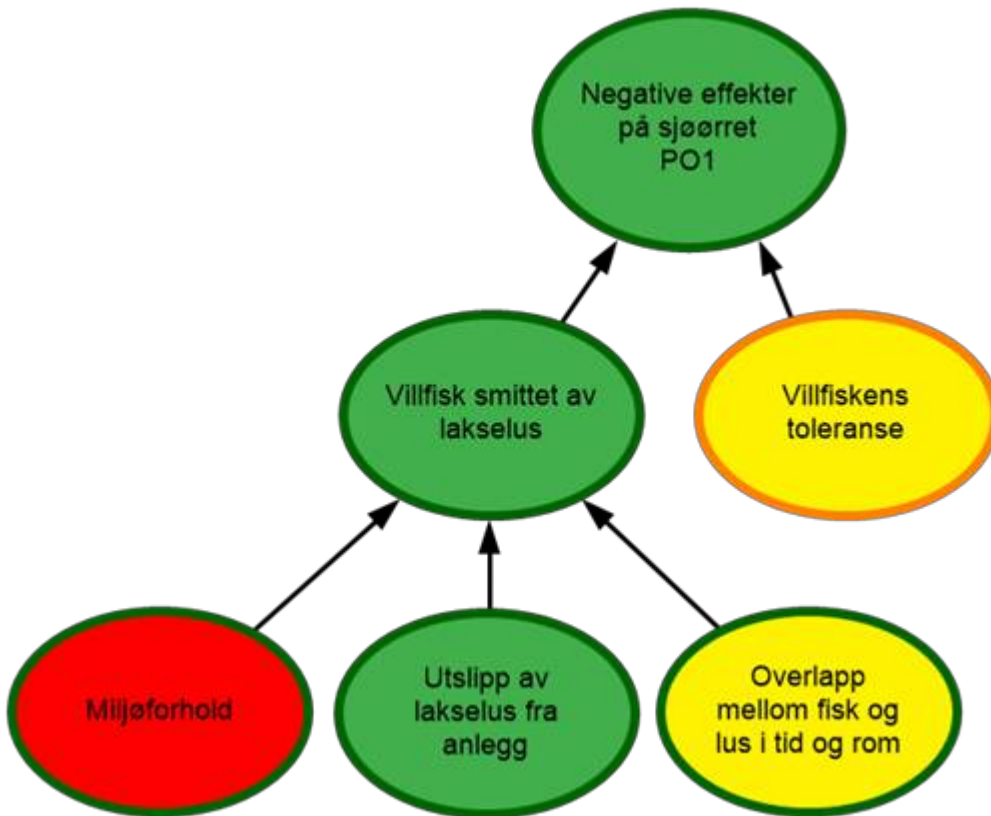 Negative effekter
på sjøørret
PO1
Villfisk smittet av
lakselus
Villfiskens
toleranse
Miljøforhold
Utslipp av
lakselus fra
anlegg
Overlapp
mellom fisk og
lus i tid og rom